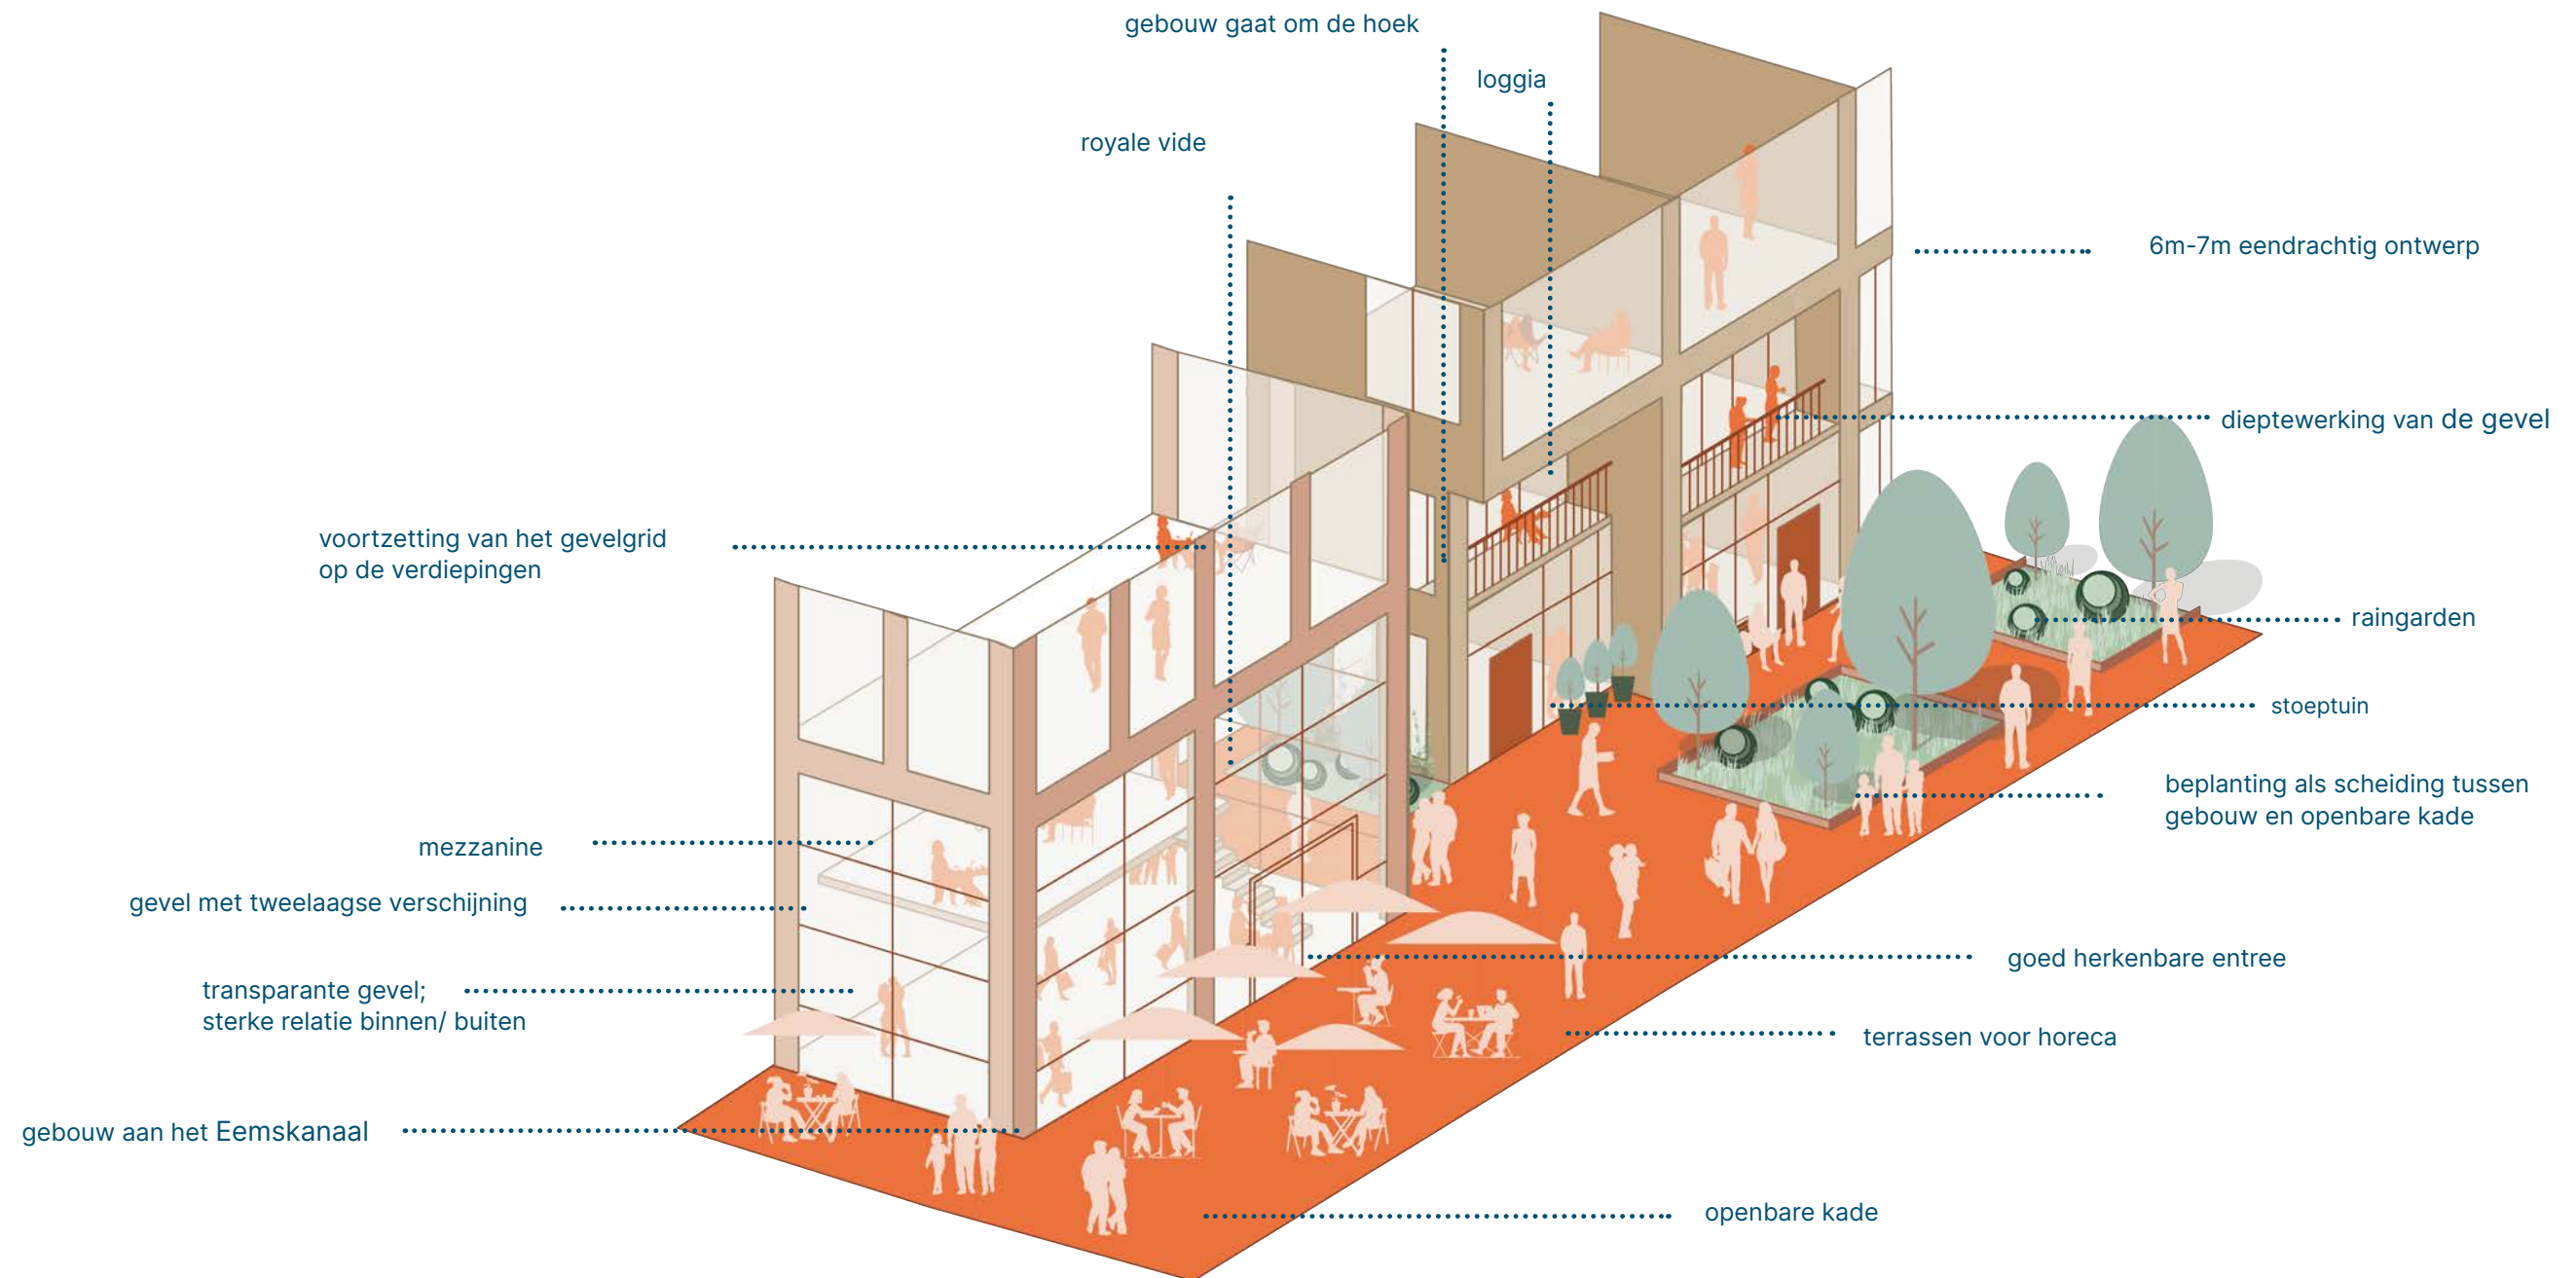 gebouw gaat om de hoek
loggia
royale vide
6m-7m eendrachtig ontwerp
dieptewerking van de gevel
voortzetting van het gevelgrid
op de verdiepingen
raingarden
stoeptuin
beplanting als scheiding tussen
gebouw en openbare kade
mezzanine
gevel met tweelaagse verschijning
goed herkenbare entree
transparante gevel;
sterke relatie binnen/ buiten
terrassen voor horeca
gebouw aan het Eemskanaal
openbare kade